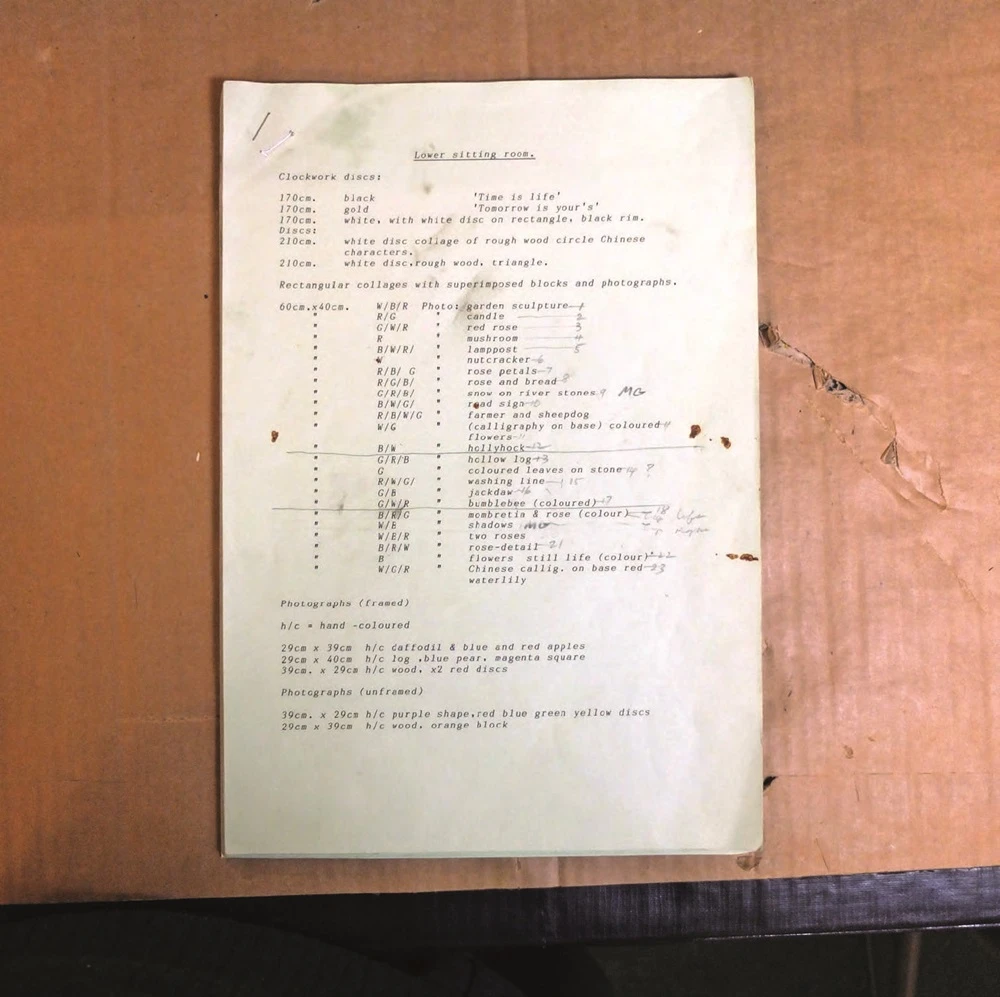 Lower sitting room.
Clockwork discs:
170cm. black 'Time is life'
170cm. gold 'Tomorrow is your's'
170cm. white, with white disc on rectangle, black rim.
Discs:
210cm. white disc collage of rough wood circle Chinese
characters.
210cm. white disc.rough wood. triangle.
Rectangular collages with superimposed blocks and photographs.
60cm.x40cm. W/B/R Photo: garden sculpture 1
" R/G " candle 2
" G/W/R " red rose 3
" R " mushroom 4
" B/W/R/ " lamppost 5
" W " nutcracker 6
" R/B/ G " rose petals 7
" R/G/B/ " rose and bread 8
" G/R/B/ " snow on river stones 9 MG
" B/W/G/ " road sign 10
" R/B/W/G " farmer and sheepdog
" W/G " (calligraphy on base) coloured
flowers
" B/W " hollyhock 12
" G/R/B " hollow log 13
" G " coloured leaves on stone 14 ?
" R/W/G/ " washing line 15
" G/B " jackdaw 16
" G/W/R " bumblebee (coloured) 17
" B/R/G " mombretia & rose (colour) 18
" W/B " shadows MG
" W/B/R " two roses
" B/R/W " rose-detail 21
" B " flowers still life (colour) 22
" W/G/R " Chinese callig. on base red 23
waterlily
Photographs (framed)
h/c = hand -coloured
29cm x 39cm h/c daffodil & blue and red apples
29cm x 40cm h/c log .blue pear. magenta square
39cm. x 29cm h/c wood. x2 red discs
Photographs (unframed)
39cm. x 29cm h/c purple shape,red blue green yellow discs
29cm x 39cm h/c wood. orange block